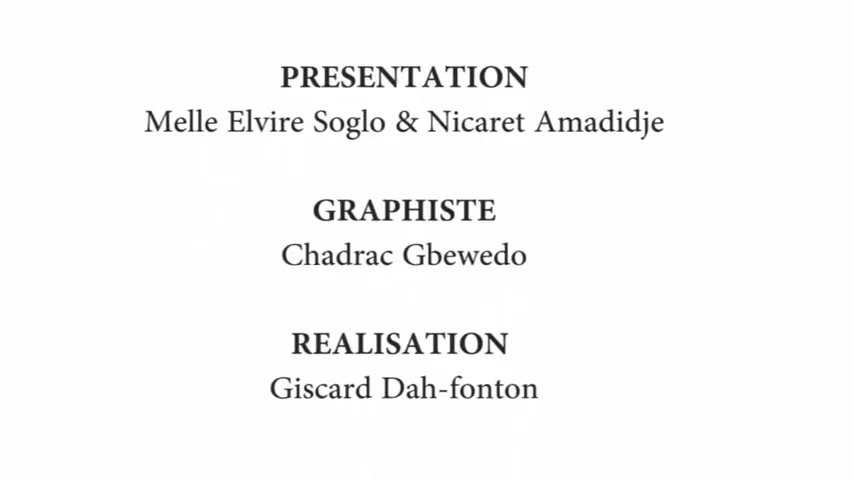 PRESENTATION
Melle Elvire Soglo & Nicaret Amadidje
GRAPHISTE
Chadrac Gbewedo
REALISATION
Giscard Dah-fonton